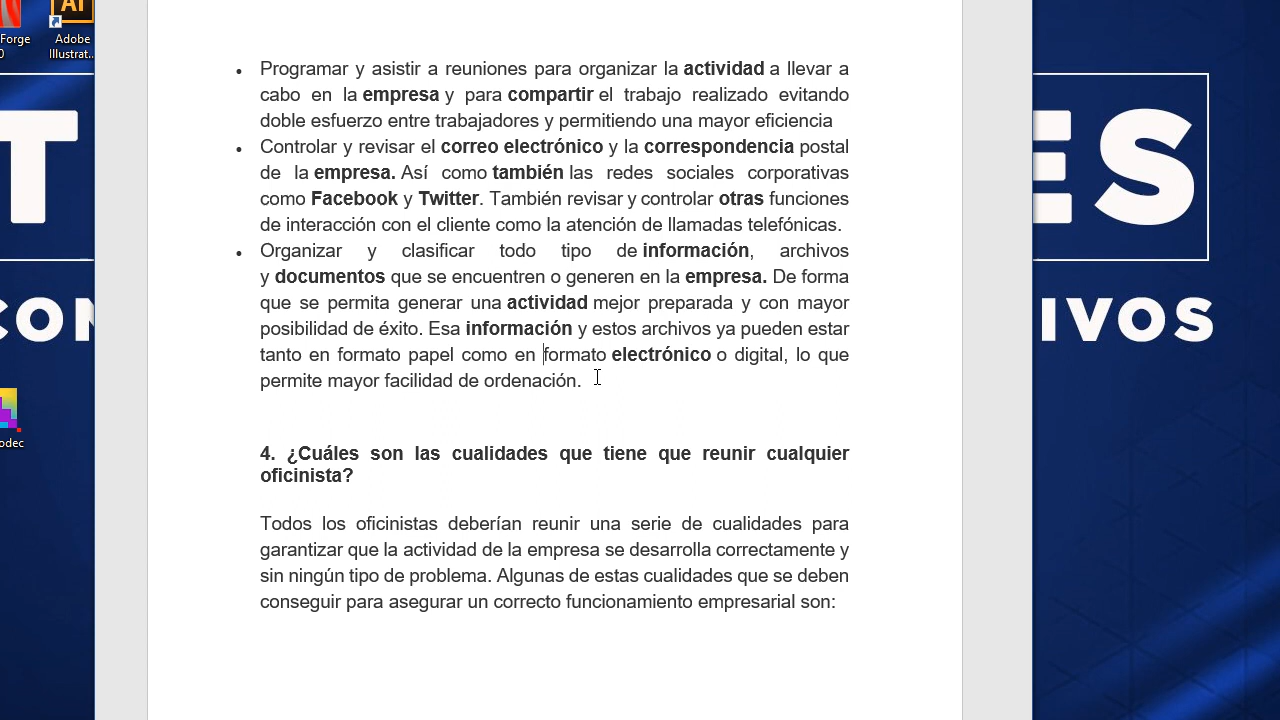 Forge
0
Ai
Adobe
Illustrat...
• Programar y asistir a reuniones para organizar la actividad a llevar a
cabo en la empresa y para compartir el trabajo realizado evitando
doble esfuerzo entre trabajadores y permitiendo una mayor eficiencia
• Controlar y revisar el correo electrónico y la correspondencia postal
de la empresa. Así como también las redes sociales corporativas
como Facebook y Twitter. También revisar y controlar otras funciones
de interacción con el cliente como la atención de llamadas telefónicas.
• Organizar y clasificar todo tipo de información, archivos
y documentos que se encuentren o generen en la empresa. De forma
que se permita generar una actividad mejor preparada y con mayor
posibilidad de éxito. Esa información y estos archivos ya pueden estar
tanto en formato papel como en formato electrónico o digital, lo que
permite mayor facilidad de ordenación.
4. ¿Cuáles son las cualidades que tiene que reunir cualquier
oficinista?
Todos los oficinistas deberían reunir una serie de cualidades para
garantizar que la actividad de la empresa se desarrolla correctamente y
sin ningún tipo de problema. Algunas de estas cualidades que se deben
conseguir para asegurar un correcto funcionamiento empresarial son:
T
CON
odec
ES
IVOS